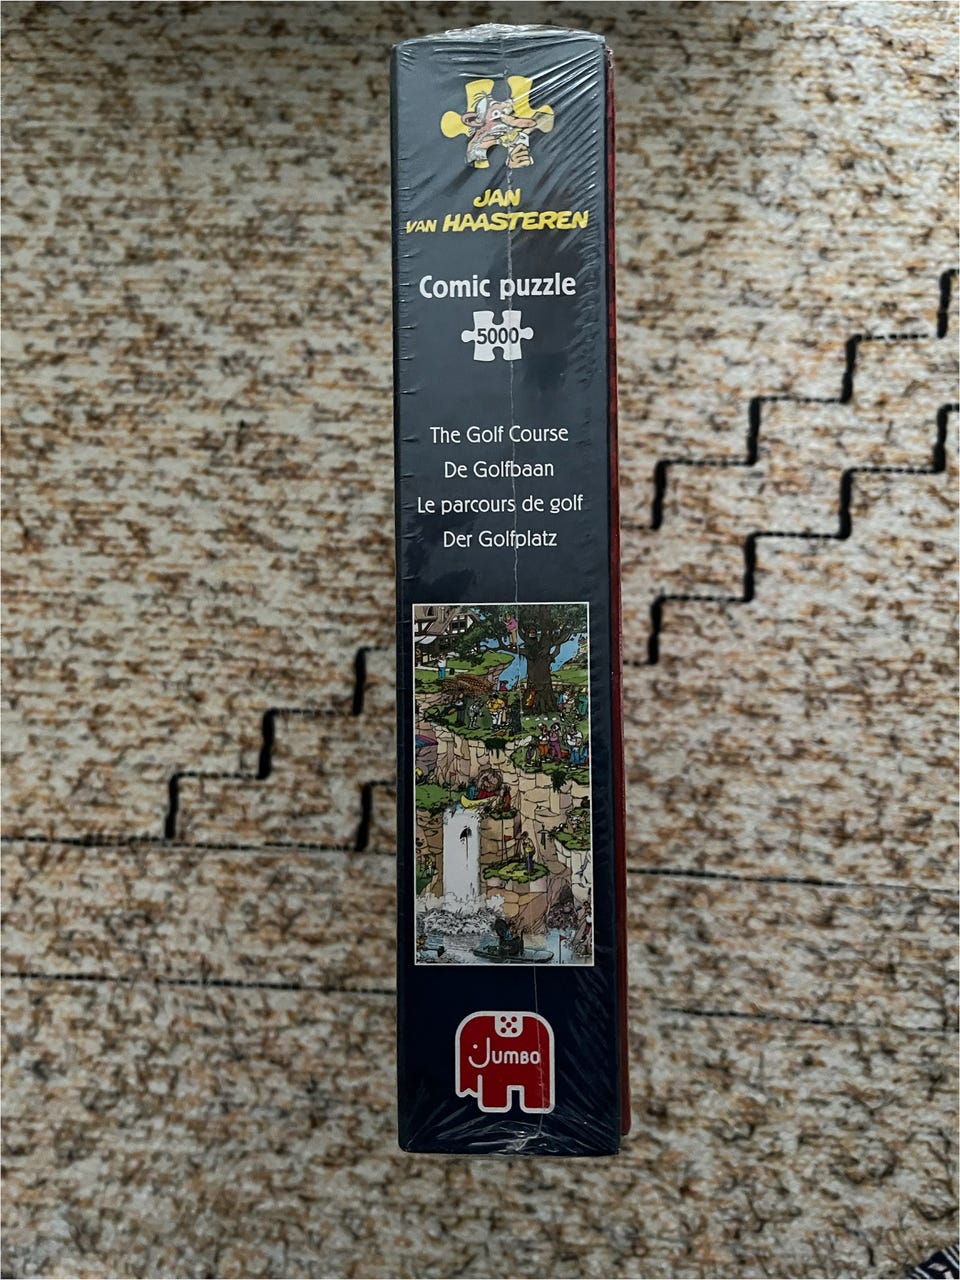 JAN
VAN HAASTEREN
Comic puzzle
5000
The Golf Course
De Golfbaan
Le parcours de golf
Der Golfplatz
Jumbo